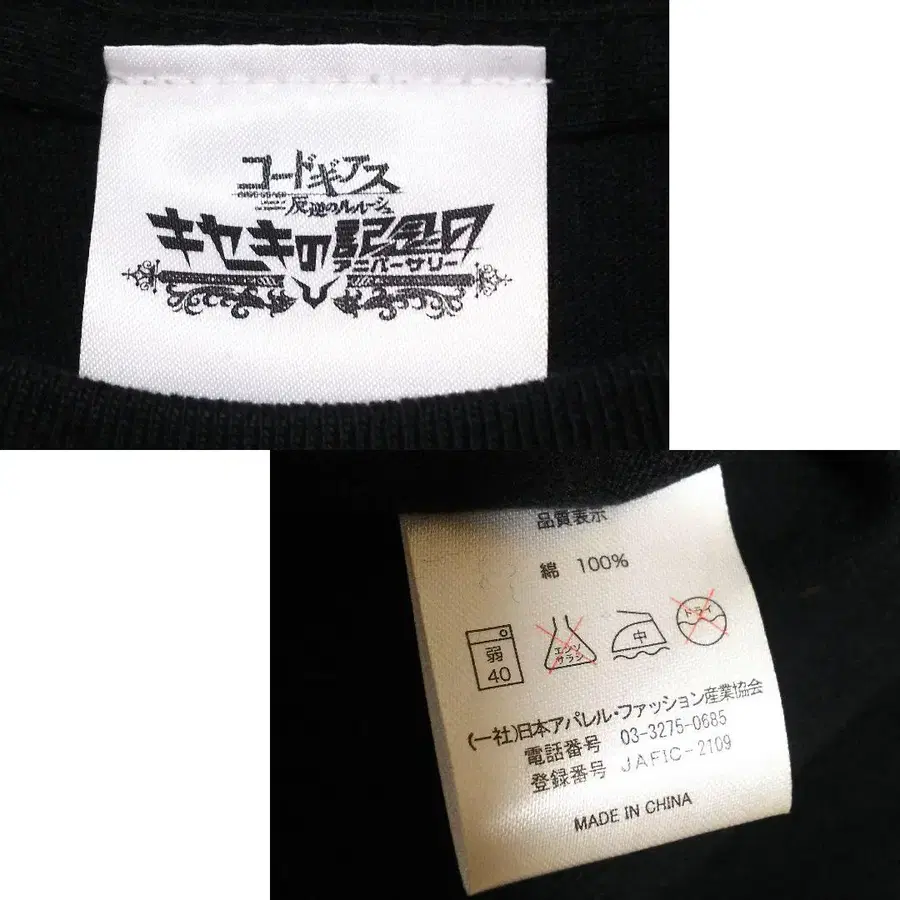 コードギアス
反逆のルルーシュ
キセキの記念日
アニバーサリー
品質表示
綿 100%
弱
40
エンソ
サラシ
中
ドライ
(一社)日本アパレル・ファッション産業協会
電話番号 03-3275-0685
登録番号 JAFIC-2109
MADE IN CHINA